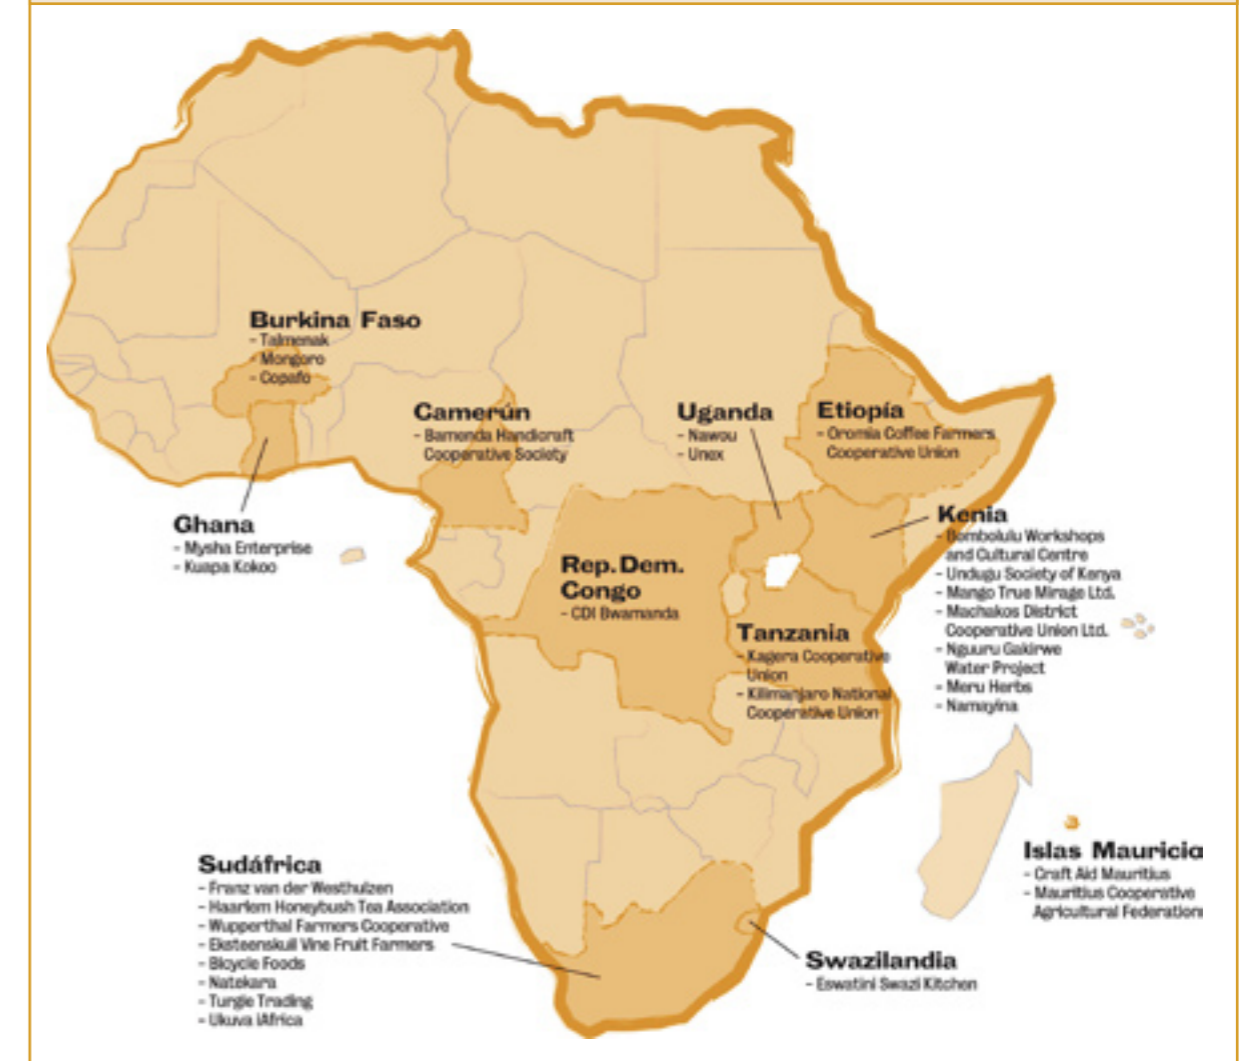 Burkina Faso
- Talmenak
- Mongoro
- Copafo
Camerún
- Bamenda Handicraft
Cooperative Society
Uganda
- Nawou
- Unex
Etiopía
- Oromia Coffee Farmers
Cooperative Union
Ghana
- Mysha Enterprise
- Kuapa Kokoo
Rep. Dem.
Congo
- CDI Bwamanda
Kenia
- Bombolulu Workshops
and Cultural Centre
- Undugu Society of Kenya
- Mango True Mirage Ltd.
- Machakos District
Cooperative Union Ltd.
- Nguuru Gakirwe
Water Project
- Meru Herbs
- Namayina
Tanzania
- Kagera Cooperative
Union
- Kilimanjaro National
Cooperative Union
Islas Mauricio
- Craft Aid Mauritius
- Mauritius Cooperative
Agricultural Federation
Sudáfrica
- Franz van der Westhuizen
- Haarlem Honeybush Tea Association
- Wupperthal Farmers Cooperative
- Eksteenskuil Vine Fruit Farmers
- Bicycle Foods
- Natekara
- Turqle Trading
- Ukuva iAfrica
Swazilandia
- Eswatini Swazi Kitchen